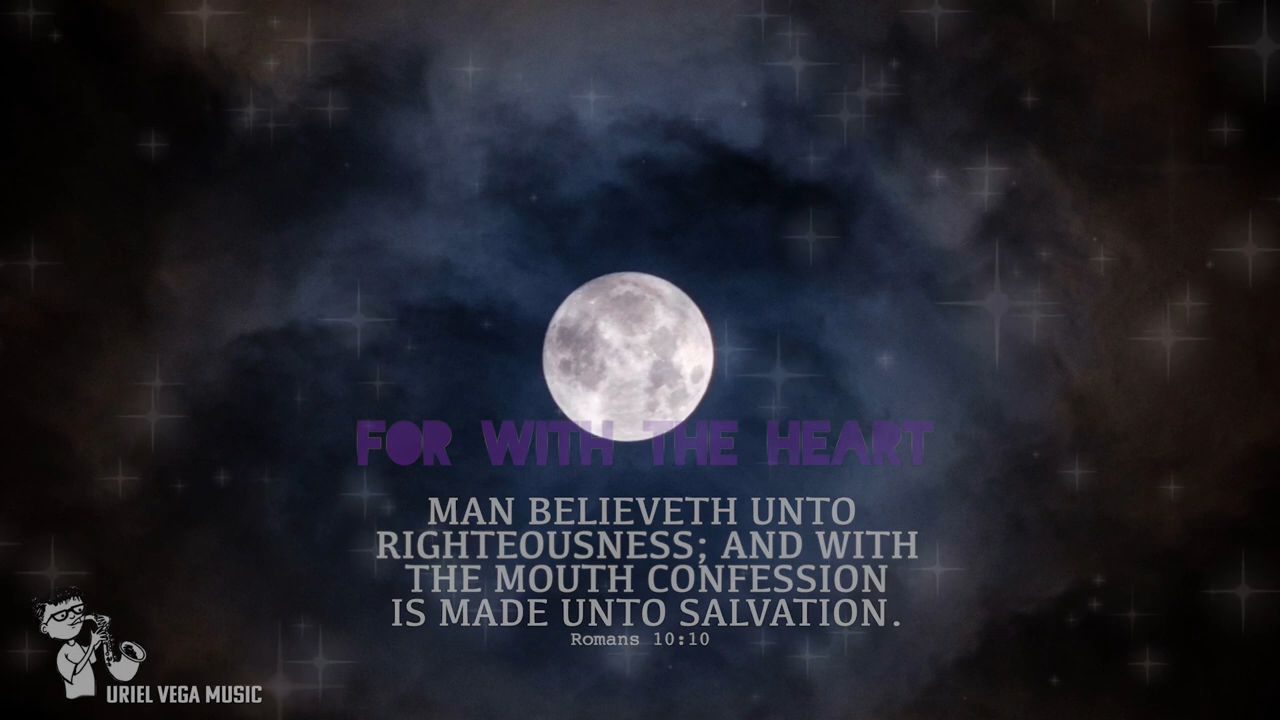 FOR WITH THE HEART
MAN BELIEVETH UNTO
RIGHTEOUSNESS; AND WITH
THE MOUTH CONFESSION
IS MADE UNTO SALVATION.
Romans 10:10
URIEL VEGA MUSIC